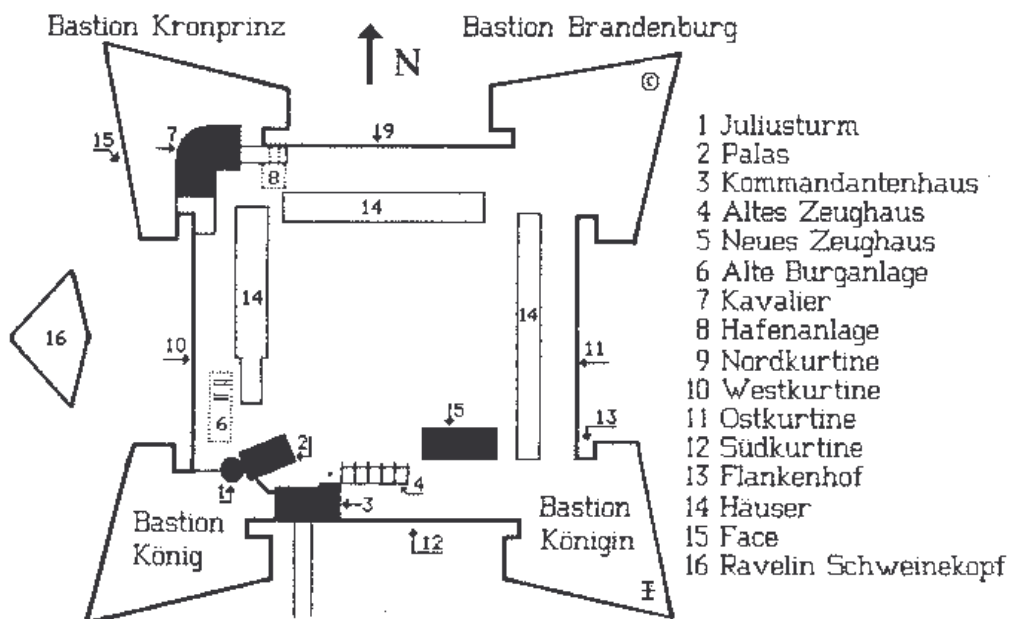 Bastion Kronprinz
Bastion Brandenburg
N
©
15
7
9
8
14
14
14
16
10
11
6
2
1
3
4
5
13
12
Bastion
König
Bastion
Königin
1 Juliusturm
2 Palas
3 Kommandantenhaus
4 Altes Zeughaus
5 Neues Zeughaus
6 Alte Burganlage
7 Kavalier
8 Hafenanlage
9 Nordkurtine
10 Westkurtine
11 Ostkurtine
12 Südkurtine
13 Flankenhof
14 Häuser
15 Face
16 Ravelin Schweinekopf